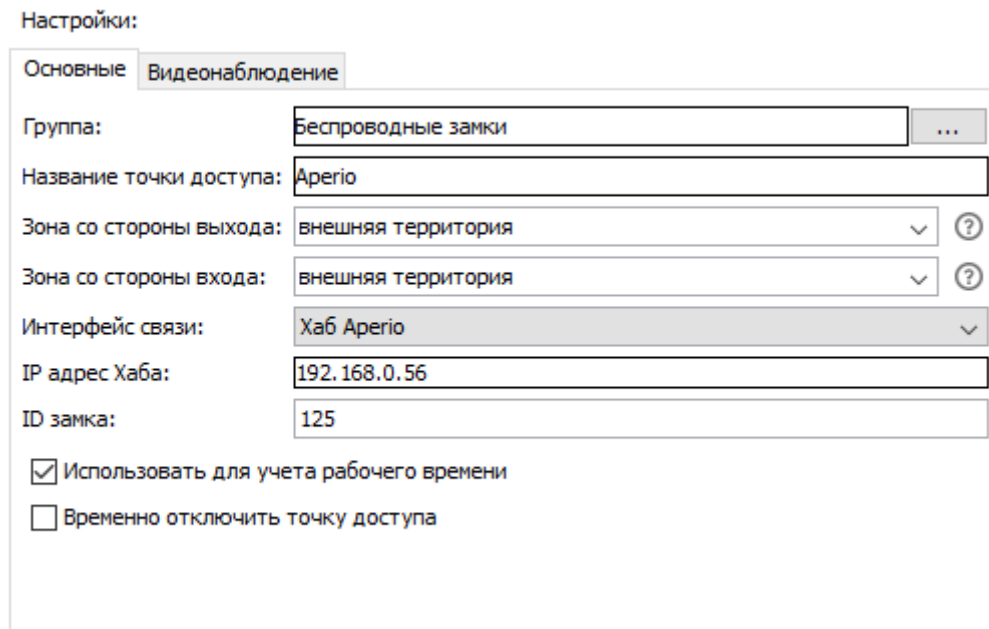 Настройки:
Основные Видеонаблюдение
Группа: Беспроводные замки ...
Название точки доступа: Aperio
Зона со стороны выхода: внешняя территория ?
Зона со стороны входа: внешняя территория ?
Интерфейс связи: Хаб Aperio
IP адрес Хаба: 192.168.0.56
ID замка: 125
Использовать для учета рабочего времени
Временно отключить точку доступа